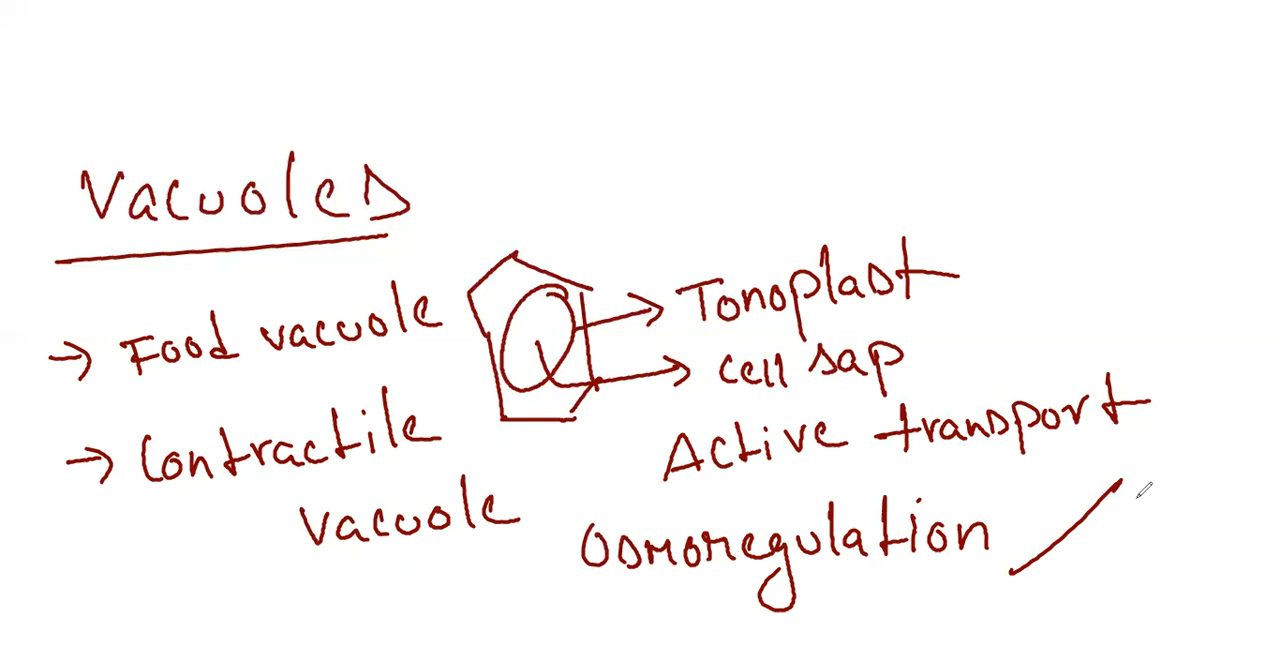 Vacuoles
→ Food vacuole
→ Contractile
vacuole
→ Tonoplast
→ cell sap
Active transport
Osmoregulation